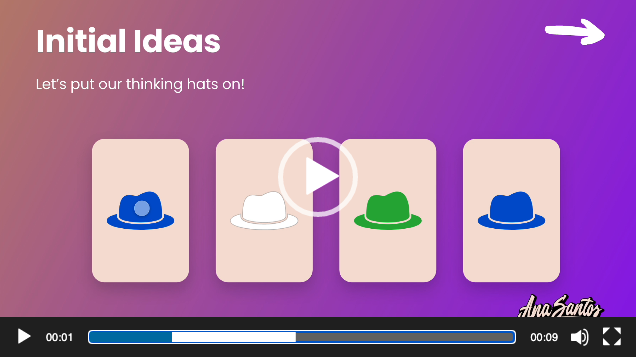 Initial Ideas
Let's put our thinking hats on!
Ana Santos
00:01
00:09